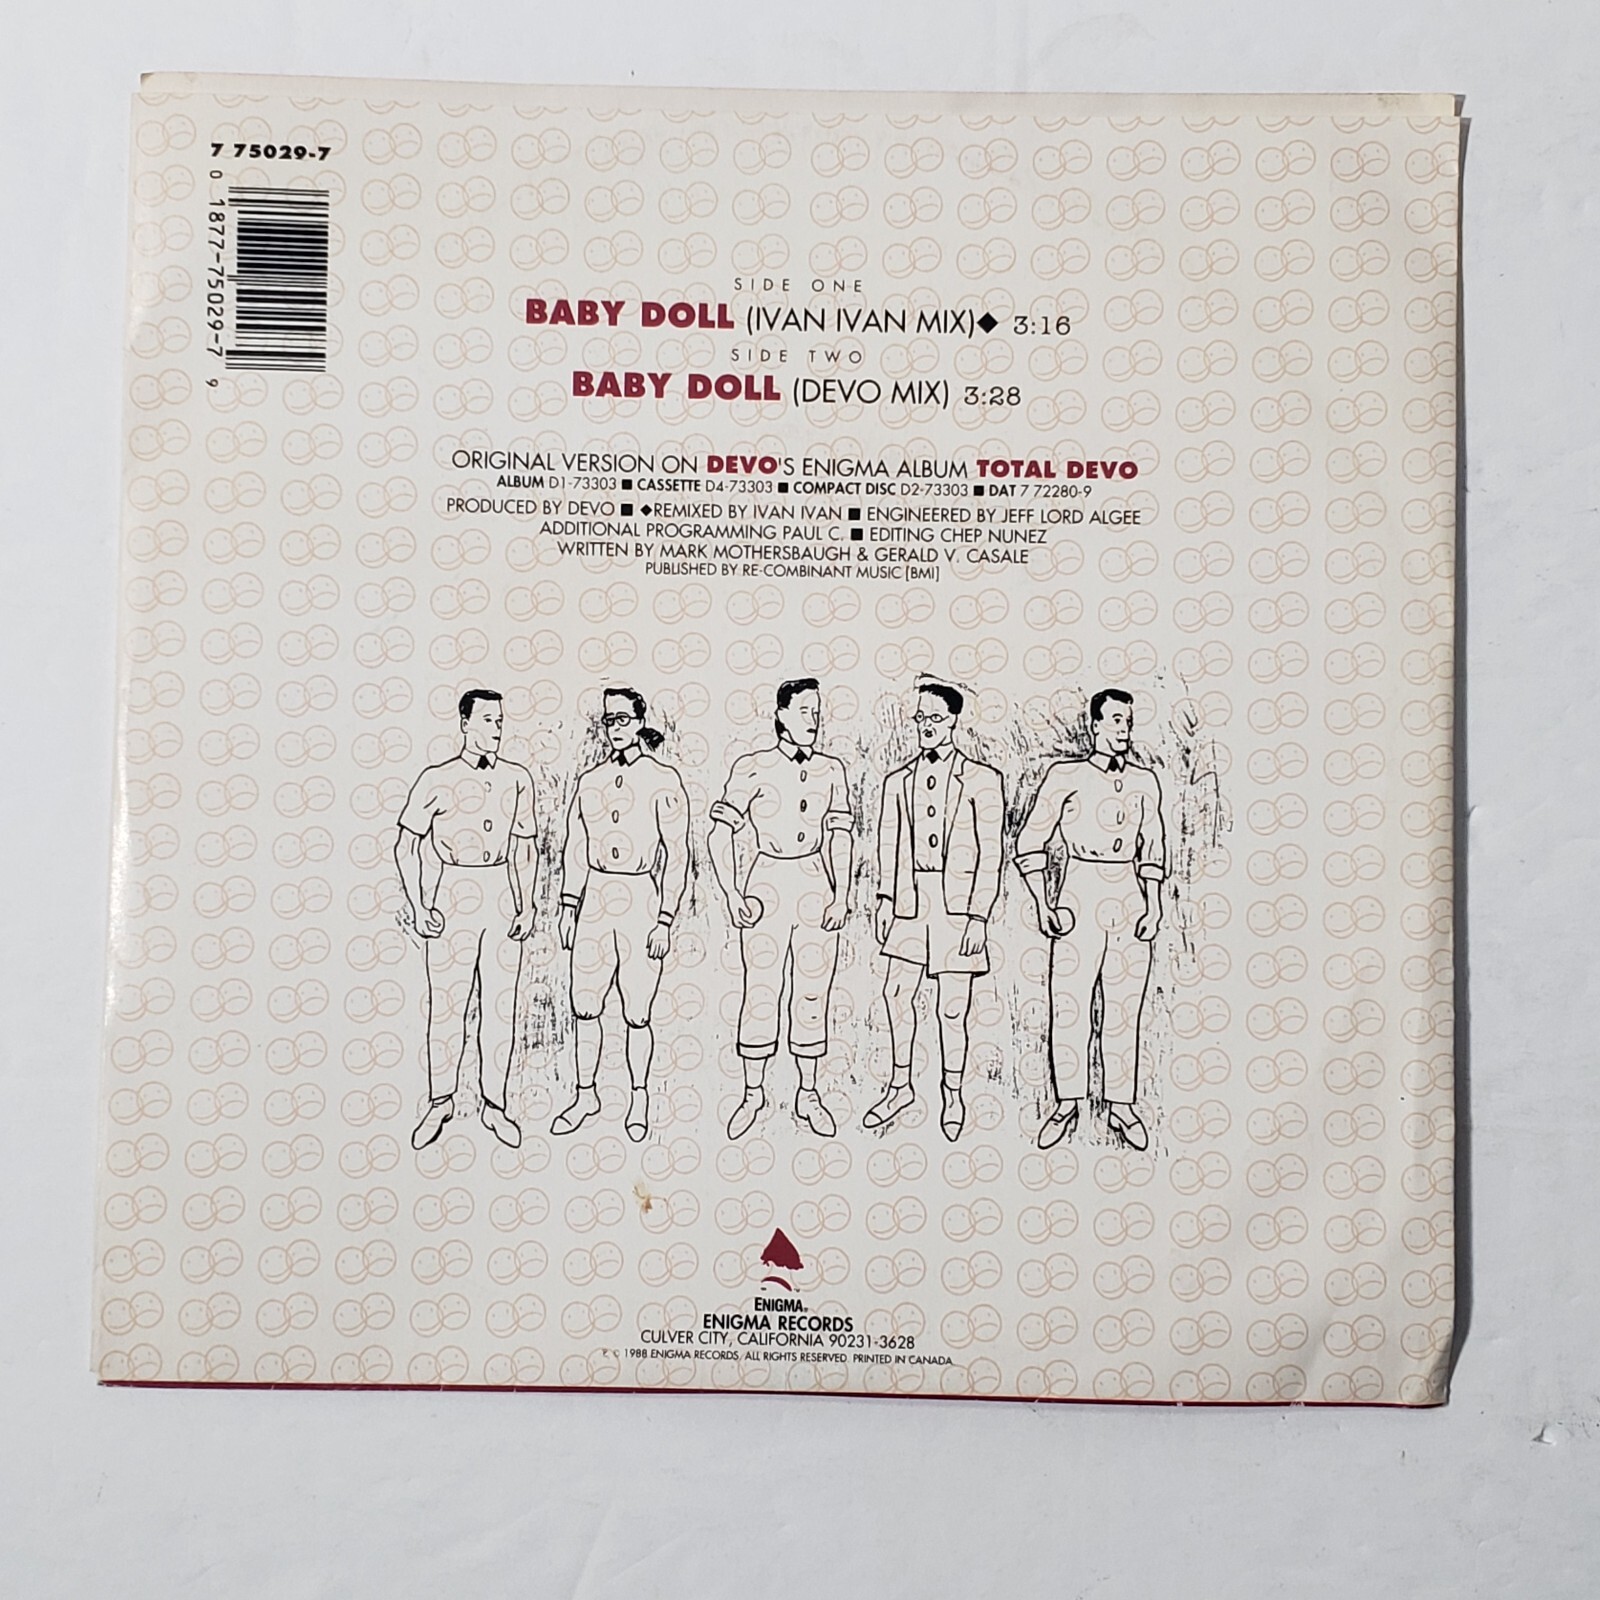 7 75029-7
0 1877-75029-7 9
SIDE ONE
BABY DOLL (IVAN IVAN MIX)◆ 3:16
SIDE TWO
BABY DOLL (DEVO MIX) 3:28
ORIGINAL VERSION ON DEVO'S ENIGMA ALBUM TOTAL DEVO
ALBUM D1-73303 ■ CASSETTE D4-73303 ■ COMPACT DISC D2-73303 ■ DAT 7 72280-9
PRODUCED BY DEVO ■ ◆REMIXED BY IVAN IVAN ■ ENGINEERED BY JEFF LORD ALGEE
ADDITIONAL PROGRAMMING PAUL C. ■ EDITING CHEP NUNEZ
WRITTEN BY MARK MOTHERSBAUGH & GERALD V. CASALE
PUBLISHED BY RE-COMBINANT MUSIC [BMI]
ENIGMA®
ENIGMA RECORDS
CULVER CITY, CALIFORNIA 90231-3628
℗ © 1988 ENIGMA RECORDS. ALL RIGHTS RESERVED. PRINTED IN CANADA.